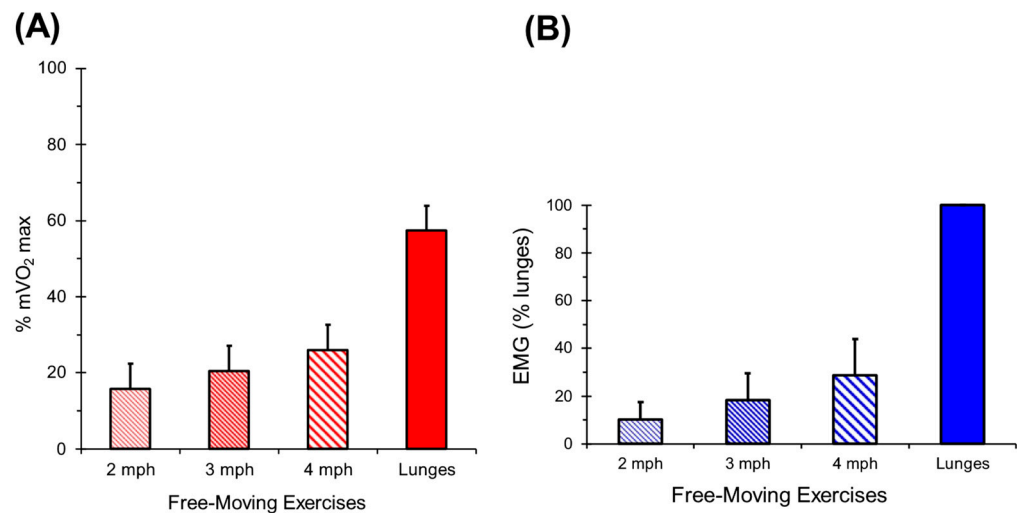 (A)
100
80
60
40
20
0
% mVO₂ max
2 mph 3 mph 4 mph Lunges
Free-Moving Exercises
(B)
100
80
60
40
20
0
EMG (% lunges)
2 mph 3 mph 4 mph Lunges
Free-Moving Exercises